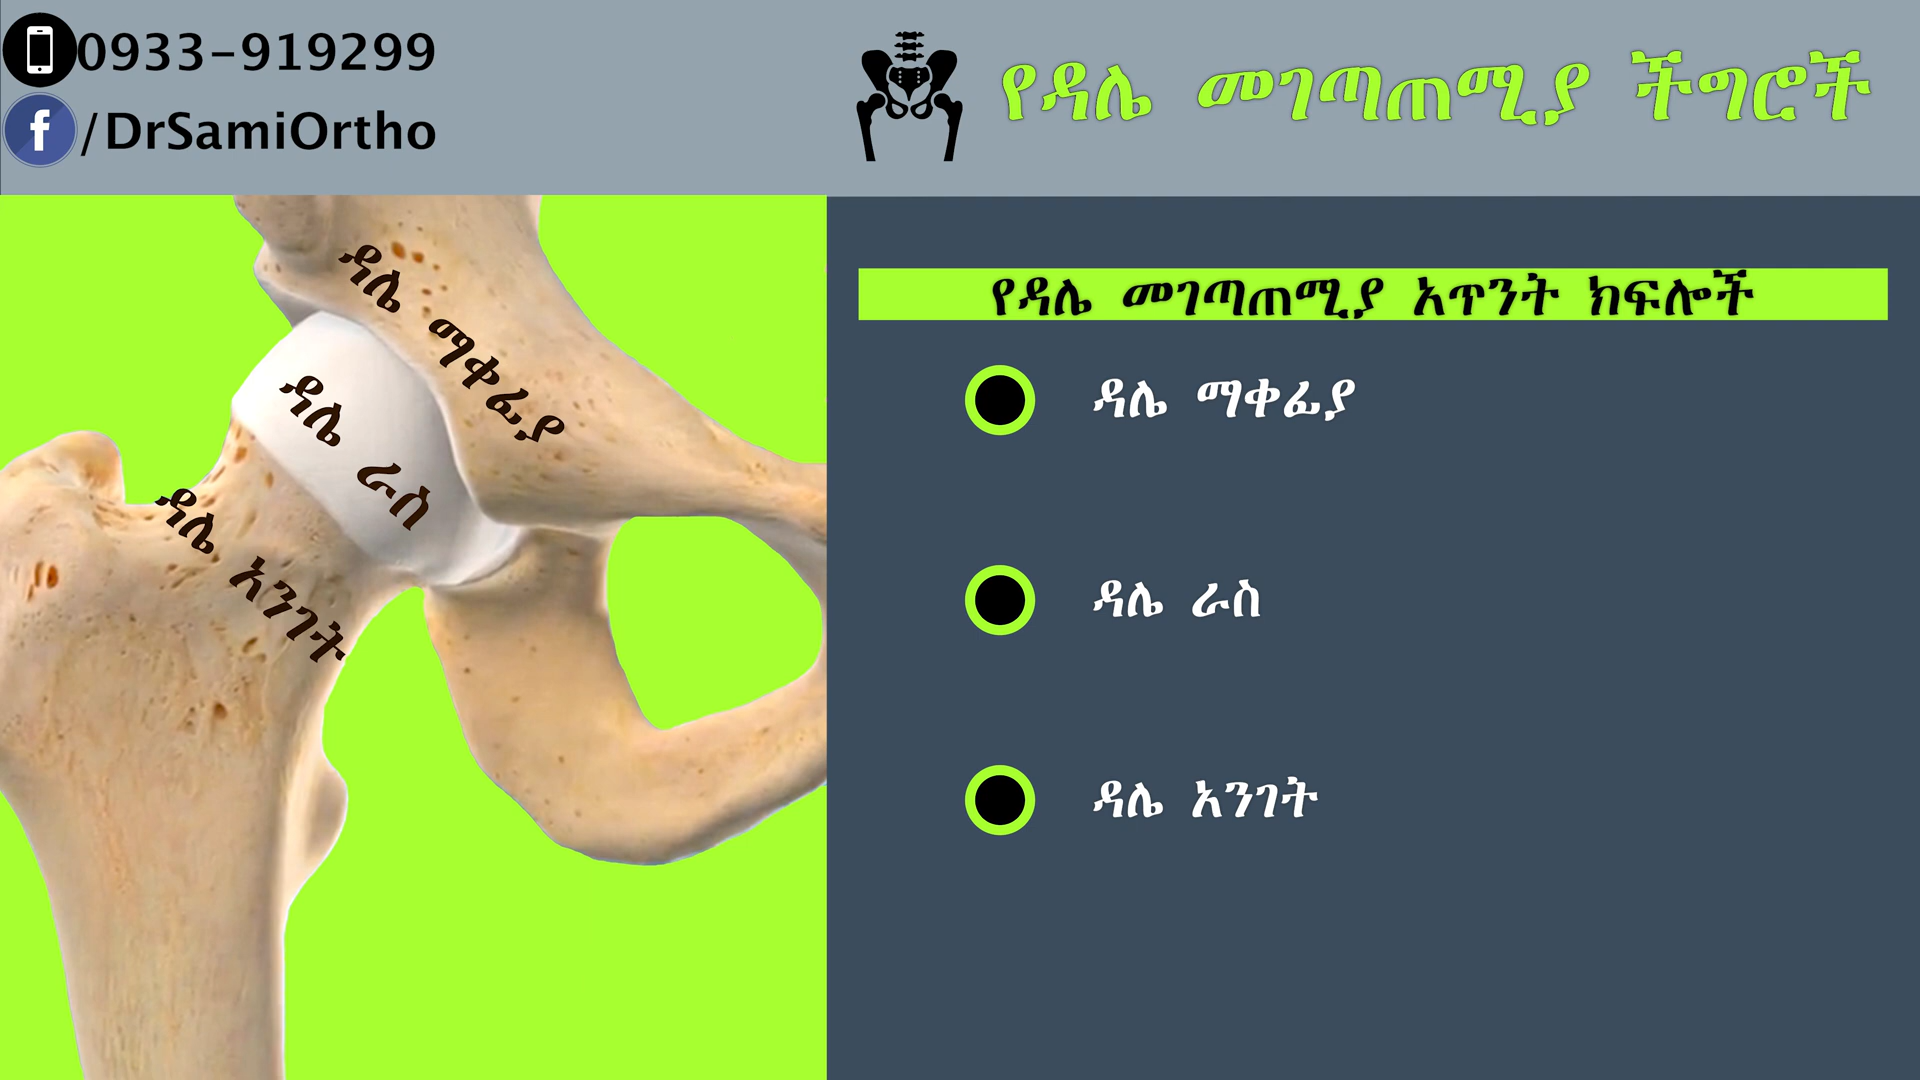 0933-919299
/DrSamiOrtho
የዳሌ መገጣጠሚያ ችግሮች
ዳሌ ማቀፊያ
ዳሌ ራስ
ዳሌ አንገት
የዳሌ መገጣጠሚያ አጥንት ክፍሎች
ዳሌ ማቀፊያ
ዳሌ ራስ
ዳሌ አንገት